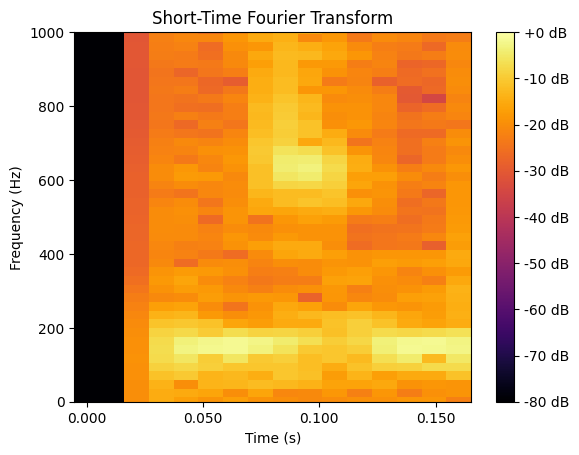 Short-Time Fourier Transform
1000
800
600
400
200
0
Frequency (Hz)
0.000
0.050
0.100
0.150
Time (s)
+0 dB
-10 dB
-20 dB
-30 dB
-40 dB
-50 dB
-60 dB
-70 dB
-80 dB